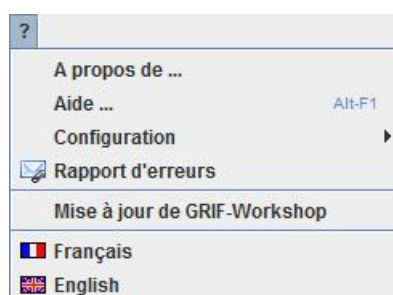 ?
A propos de ...
Aide ... Alt-F1
Configuration
Rapport d'erreurs
Mise à jour de GRIF-Workshop
Français
English